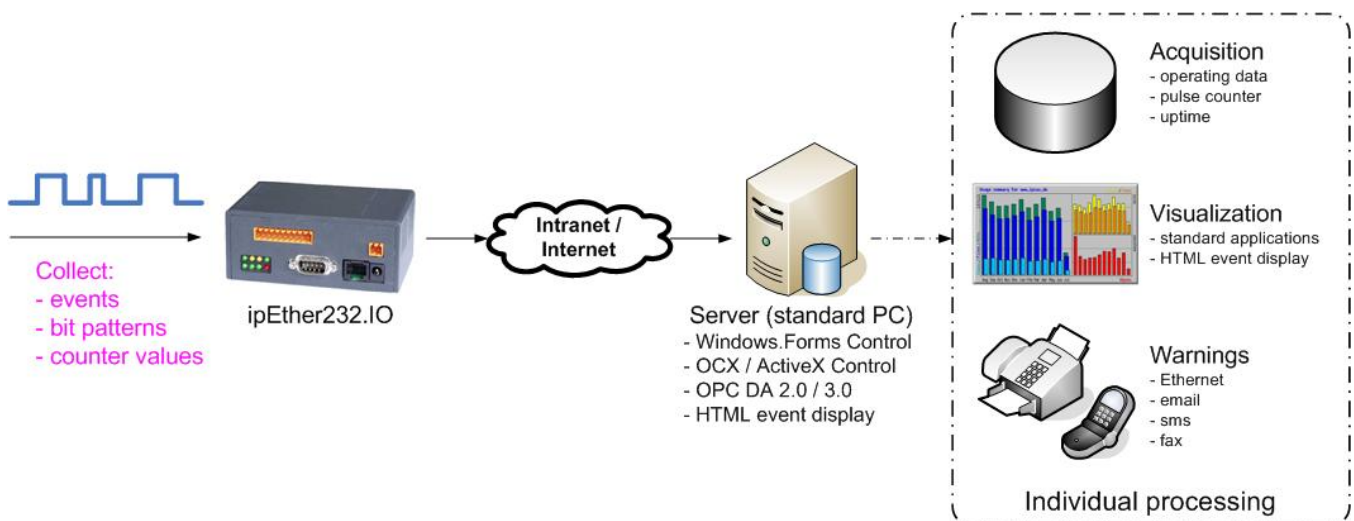 Collect:
- events
- bit patterns
- counter values
ipEther232.IO
Intranet /
Internet
Server (standard PC)
- Windows.Forms Control
- OCX / ActiveX Control
- OPC DA 2.0 / 3.0
- HTML event display
Acquisition
- operating data
- pulse counter
- uptime
Visualization
- standard applications
- HTML event display
Warnings
- Ethernet
- email
- sms
- fax
Individual processing